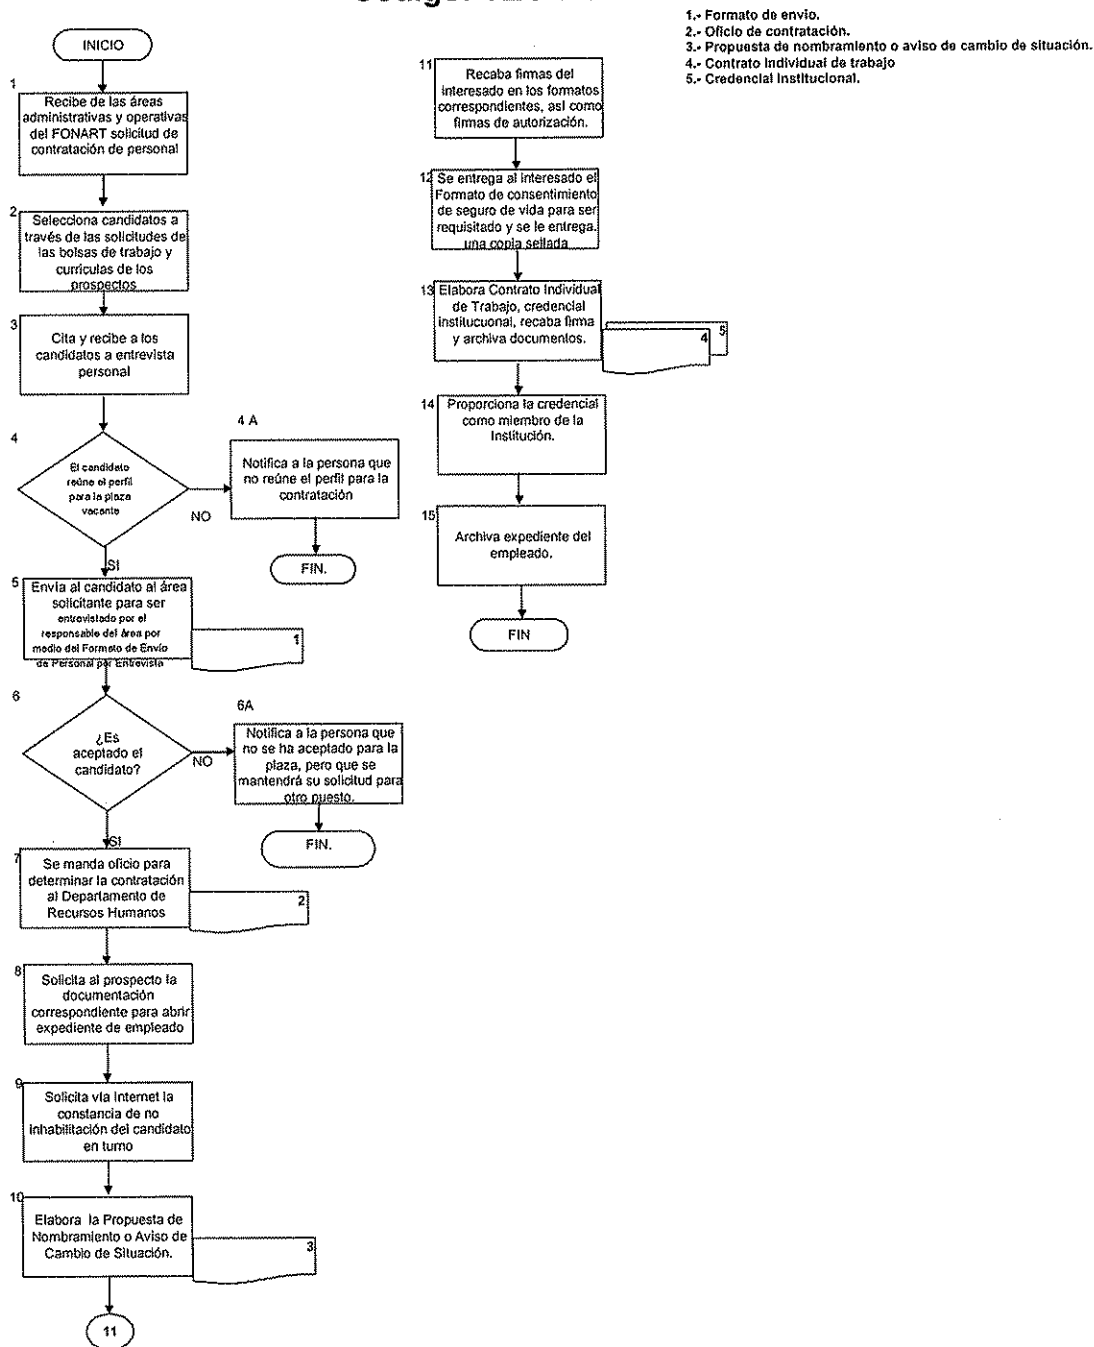 1.- Formato de envio.
2.- Oficio de contratación.
3.- Propuesta de nombramiento o aviso de cambio de situación.
4.- Contrato Individual de trabajo
5.- Credencial Institucional.
INICIO
1
Recibe de las áreas
administrativas y operativas
del FONART solicitud de
contratación de personal
2
Selecciona candidatos a
través de las solicitudes de
las bolsas de trabajo y
curriculas de los
prospectos
3
Cita y recibe a los
candidatos a entrevista
personal
4
El candidato
reúne el perfil
para la plaza
vacante
NO
4 A
Notifica a la persona que
no reúne el perfil para la
contratación
FIN.
SI
5
Envía al candidato al área
solicitante para ser
entrevistado por el
responsable del área por
medio del Formato de Envío
de Personal por Entrevista
1
6
¿Es
aceptado el
candidato?
NO
6A
Notifica a la persona que
no se ha aceptado para la
plaza, pero que se
mantendrá su solicitud para
otro puesto.
FIN.
SI
7
Se manda oficio para
determinar la contratación
al Departamento de
Recursos Humanos
2
8
Solicita al prospecto la
documentación
correspondiente para abrir
expediente de empleado
9
Solicita vía Internet la
constancia de no
inhabilitación del candidato
en turno
10
Elabora la Propuesta de
Nombramiento o Aviso de
Cambio de Situación.
3
11
11
Recaba firmas del
interesado en los formatos
correspondientes, así como
firmas de autorización.
12
Se entrega al interesado el
Formato de consentimiento
de seguro de vida para ser
requisitado y se le entrega.
una copia sellada
13
Elabora Contrato Individual
de Trabajo, credencial
institucuonal, recaba firma
y archiva documentos.
4
5
14
Proporciona la credencial
como miembro de la
Institución.
15
Archiva expediente del
empleado.
FIN